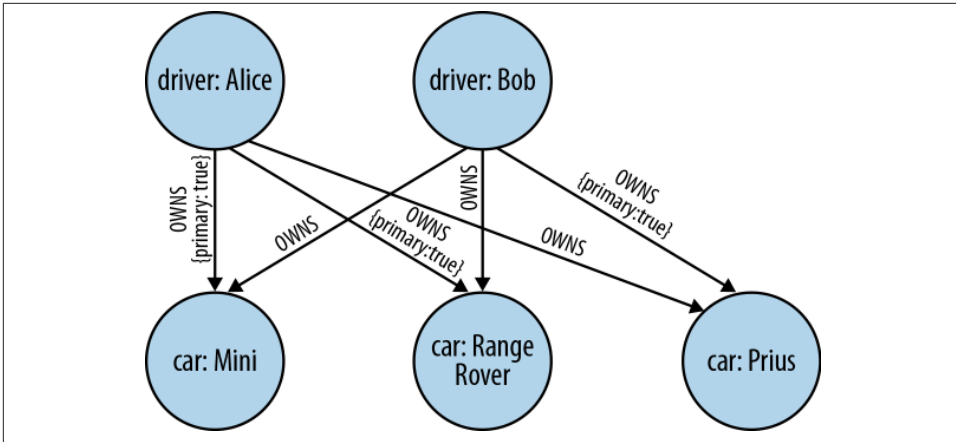 driver: Alice
driver: Bob
OWNS
{primary: true}
OWNS
OWNS
{primary:true}
OWNS
OWNS
OWNS
{primary:true}
car: Mini
car: Range
Rover
car: Prius